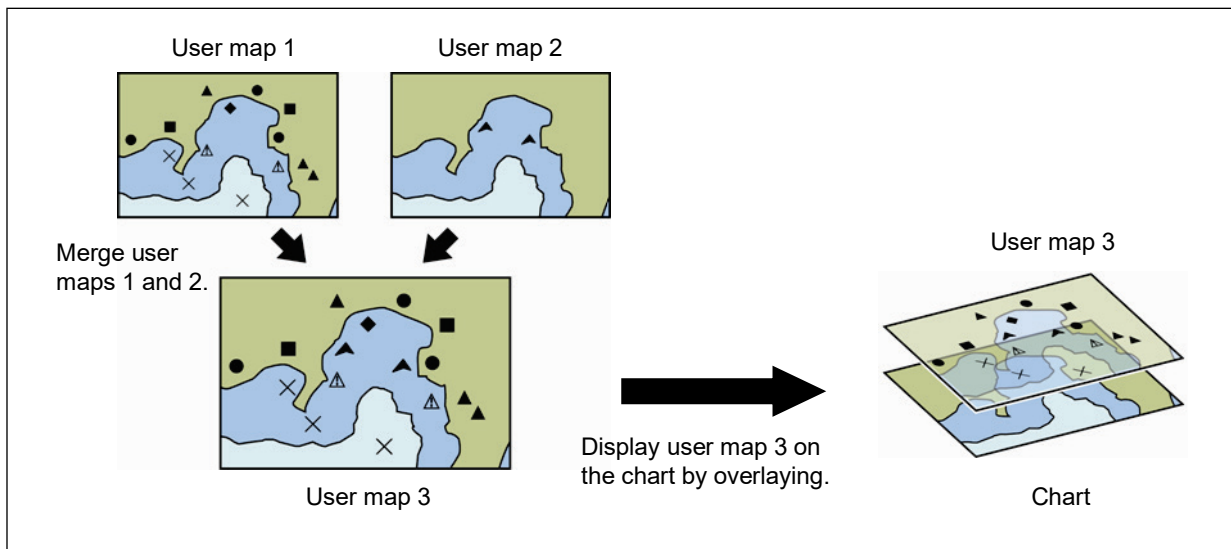 User map 1
User map 2
Merge user
maps 1 and 2.
User map 3
Display user map 3 on
the chart by overlaying.
User map 3
Chart